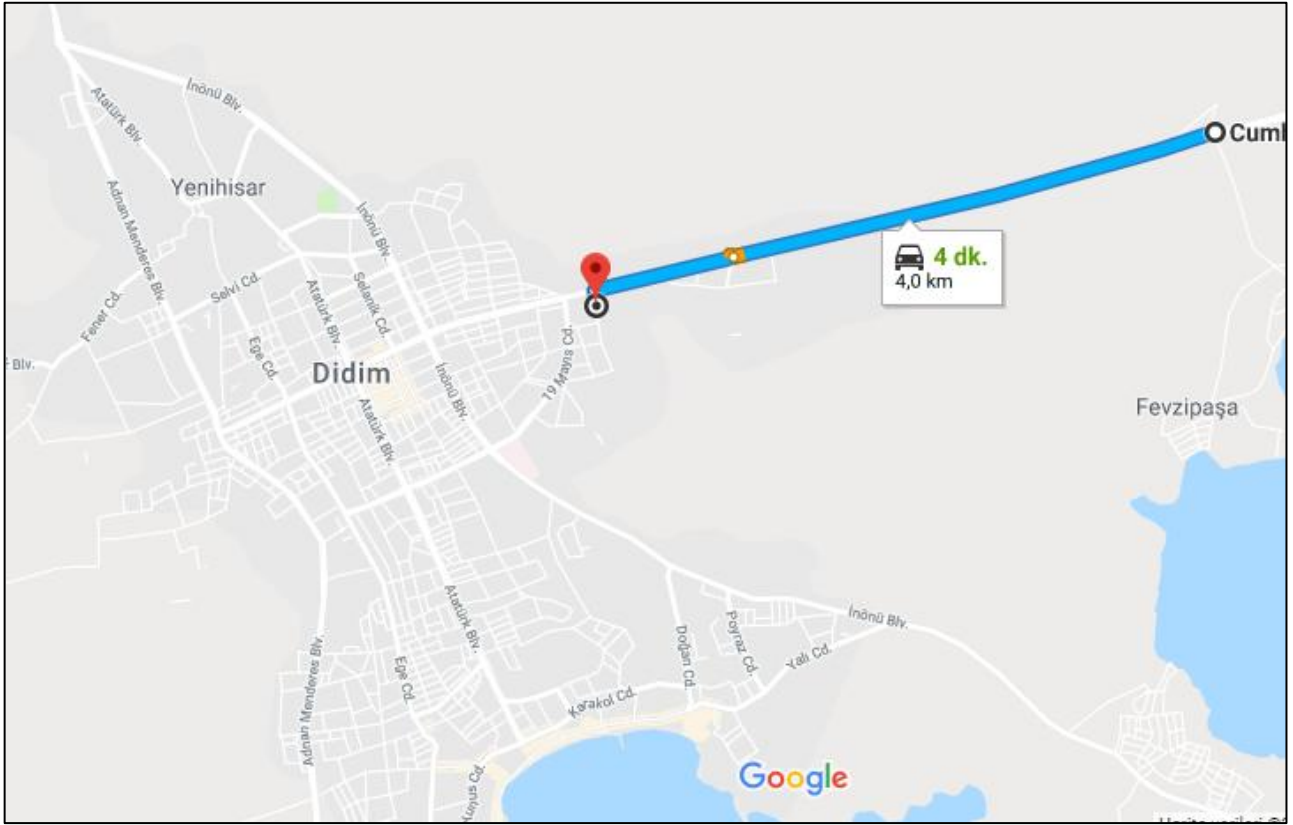 İnönü Blv.
Atatürk Blv.
Cuml
Yenihisar
Adnan Menderes Blv.
İnönü Blv.
4 dk.
4,0 km
Selvi Cd.
Selanik Cd.
Atatürk Blv.
Fener Cd.
Ege Cd.
19 Mayıs Cd.
Blv.
Didim
İnönü Blv.
Fevzipaşa
Atatürk Blv.
Atatürk Blv.
Poyraz Cd.
İnönü Blv.
Doğan Cd.
Yalı Cd.
Adnan Menderes Blv.
Ege Cd.
Karakol Cd.
Google